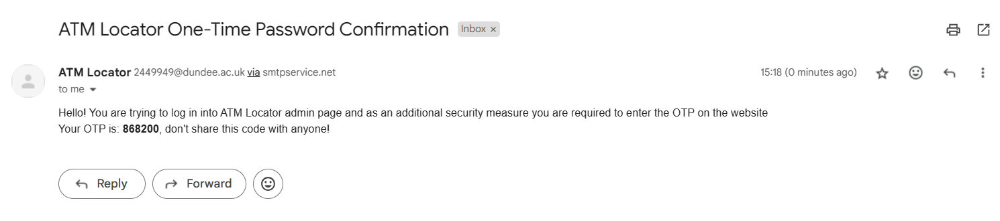 ATM Locator One-Time Password Confirmation Inbox ×
ATM Locator 2449949@dundee.ac.uk via smtpservice.net 15:18 (0 minutes ago)
to me
Hello! You are trying to log in into ATM Locator admin page and as an additional security measure you are required to enter the OTP on the website
Your OTP is: 868200, don't share this code with anyone!
Reply Forward